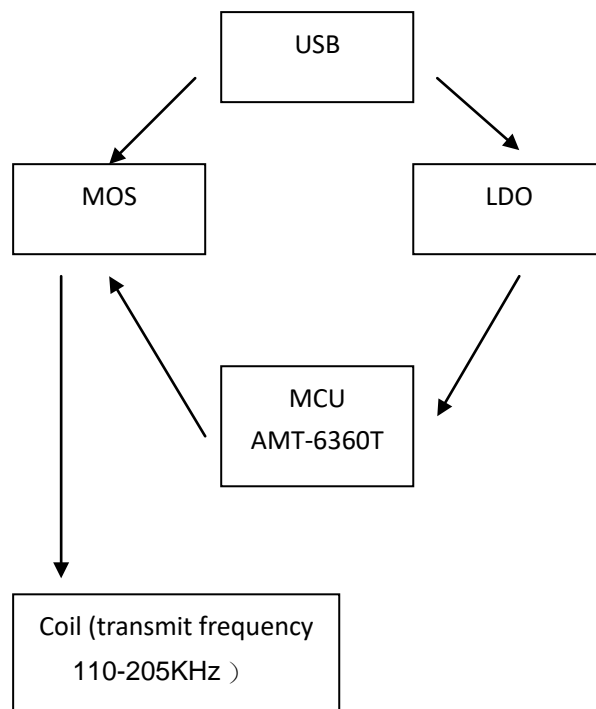 USB
MOS
LDO
MCU
AMT-6360T
Coil (transmit frequency
110-205KHz ）